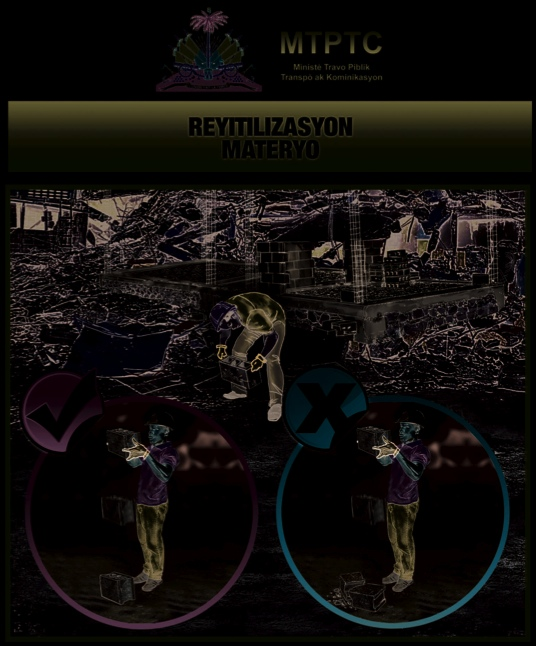 MTPTC
Ministè Travo Piblik
Transpò ak Kominikasyon
REYITILIZASYON
MATERYO